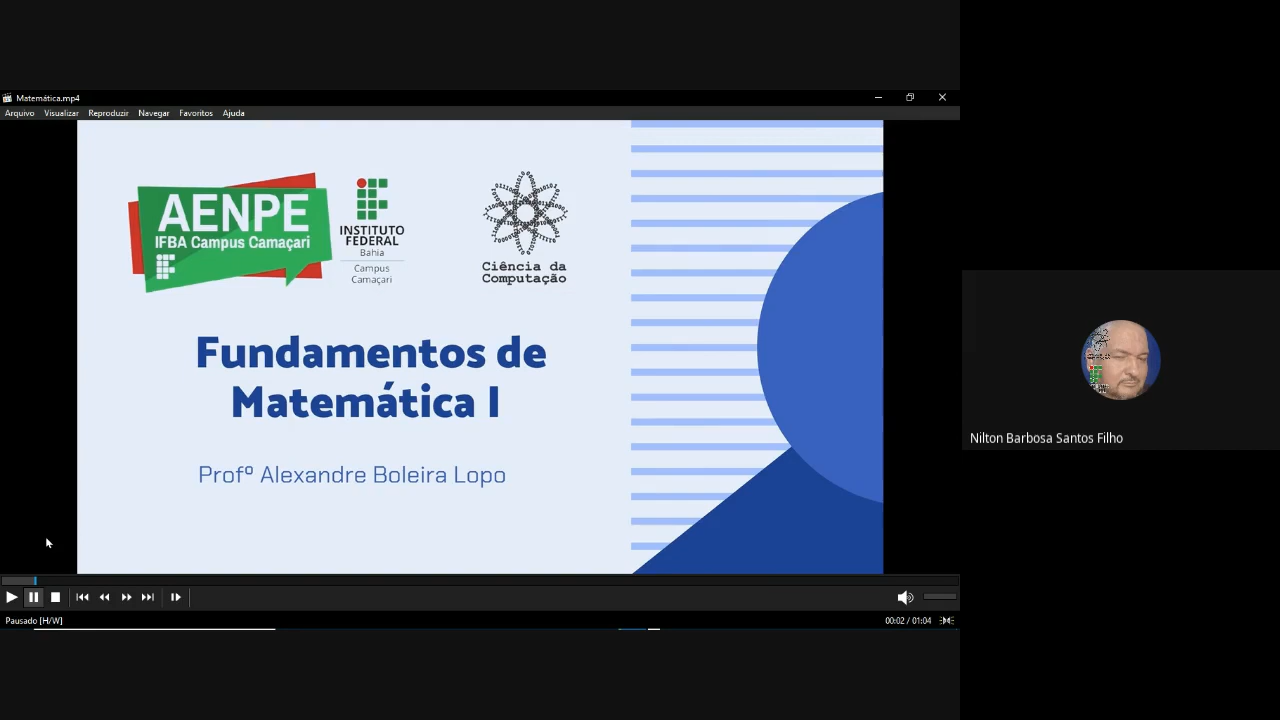 Matemática.mp4
Arquivo Visualizar Reproduzir Navegar Favoritos Ajuda
AENPE
IFBA Campus Camaçari
INSTITUTO
FEDERAL
Bahia
Campus
Camaçari
Ciência da
Computação
Fundamentos de
Matemática I
Profº Alexandre Boleira Lopo
Nilton Barbosa Santos Filho
Pausado [H/W]
00:02 / 01:04